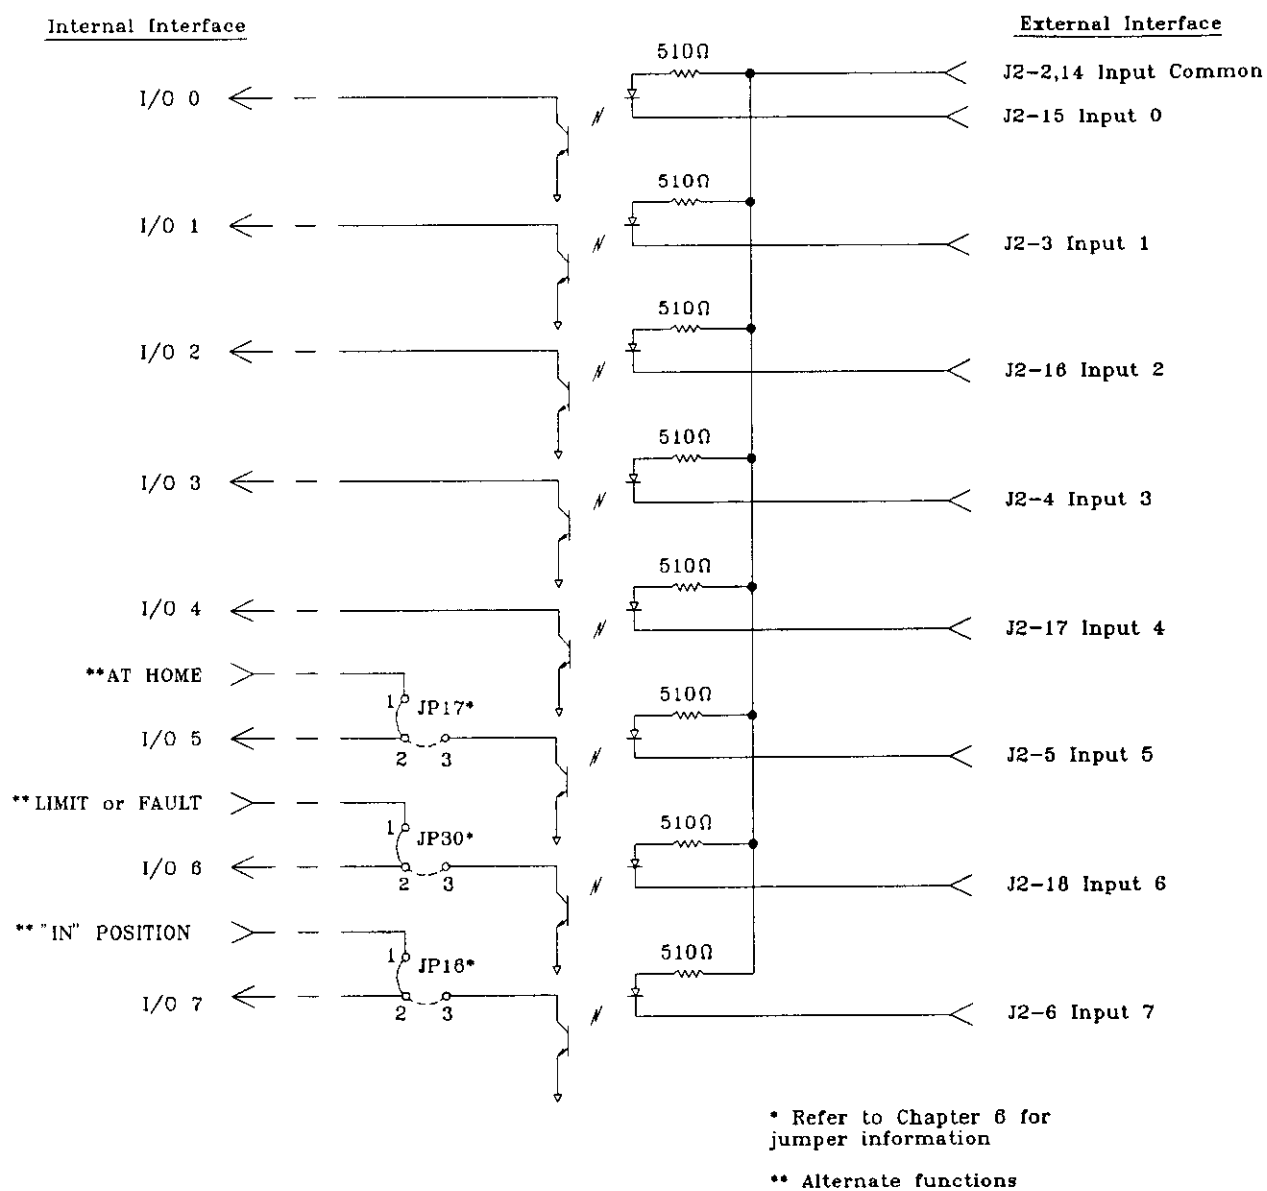 Internal Interface
External Interface
510Ω
J2-2,14 Input Common
I/O 0
J2-15 Input 0
510Ω
I/O 1
J2-3 Input 1
510Ω
I/O 2
J2-16 Input 2
510Ω
I/O 3
J2-4 Input 3
510Ω
I/O 4
J2-17 Input 4
**AT HOME
1 JP17*
510Ω
I/O 5
2 3
J2-5 Input 5
**LIMIT or FAULT
1 JP30*
510Ω
I/O 6
2 3
J2-18 Input 6
**"IN" POSITION
1 JP16*
510Ω
I/O 7
2 3
J2-6 Input 7
* Refer to Chapter 6 for
jumper information
** Alternate functions